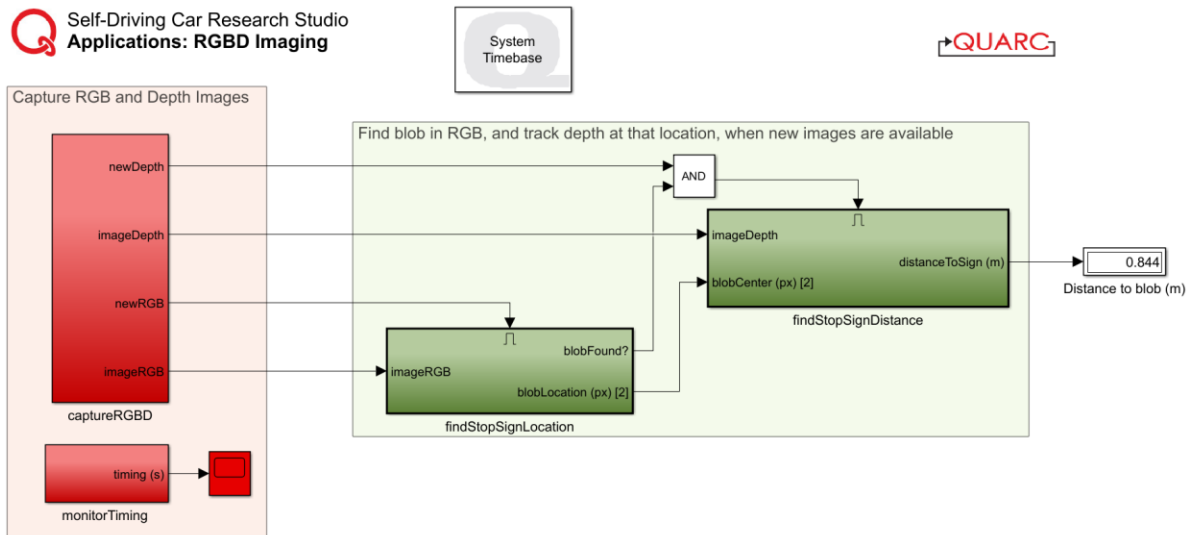 Self-Driving Car Research Studio
Applications: RGBD Imaging
System
Timebase
QUARC
Capture RGB and Depth Images
newDepth
imageDepth
newRGB
imageRGB
captureRGBD
timing (s)
monitorTiming
Find blob in RGB, and track depth at that location, when new images are available
AND
imageDepth
blobCenter (px) [2]
distanceToSign (m)
findStopSignDistance
imageRGB
blobFound?
blobLocation (px) [2]
findStopSignLocation
0.844
Distance to blob (m)